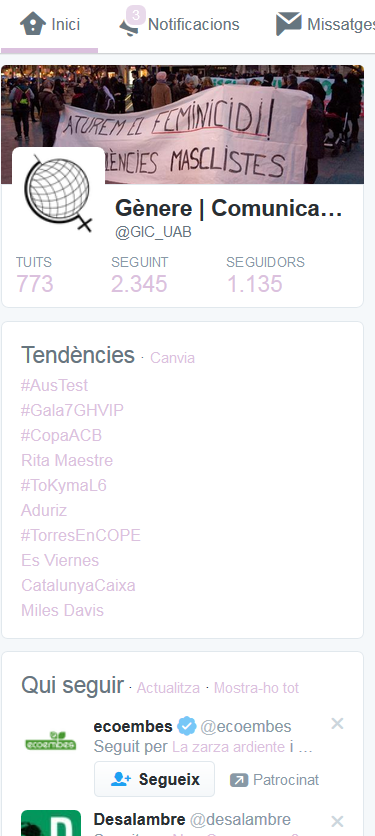 Inici
3
Notificacions
Missatges
ATUREM EL FEMINICIDI!
VIOLÈNCIES MASCLISTES
Gènere | Comunica...
@GIC_UAB
TUITS SEGUINT SEGUIDORS
773 2.345 1.135
Tendències · Canvia
#AusTest
#Gala7GHVIP
#CopaACB
Rita Maestre
#ToKymaL6
Aduriz
#TorresEnCOPE
Es Viernes
CatalunyaCaixa
Miles Davis
Qui seguir · Actualitza · Mostra-ho tot
ecoembes
ecoembes @ecoembes
Seguit per La zarza ardiente i ...
Segueix Patrocinat
D
Desalambre @desalambre